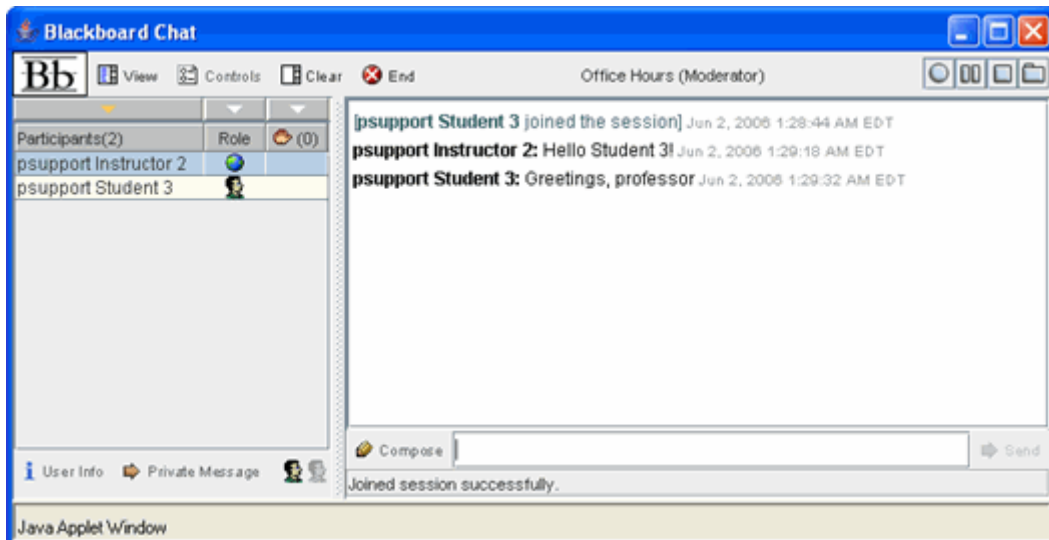 Blackboard Chat
Bb View Controls Clear End Office Hours (Moderator)
Participants(2) Role (0)
psupport Instructor 2
psupport Student 3
[psupport Student 3 joined the session] Jun 2, 2006 1:28:44 AM EDT
psupport Instructor 2: Hello Student 3! Jun 2, 2006 1:29:18 AM EDT
psupport Student 3: Greetings, professor Jun 2, 2006 1:29:32 AM EDT
Compose Send
User Info Private Message
Joined session successfully.
Java Applet Window